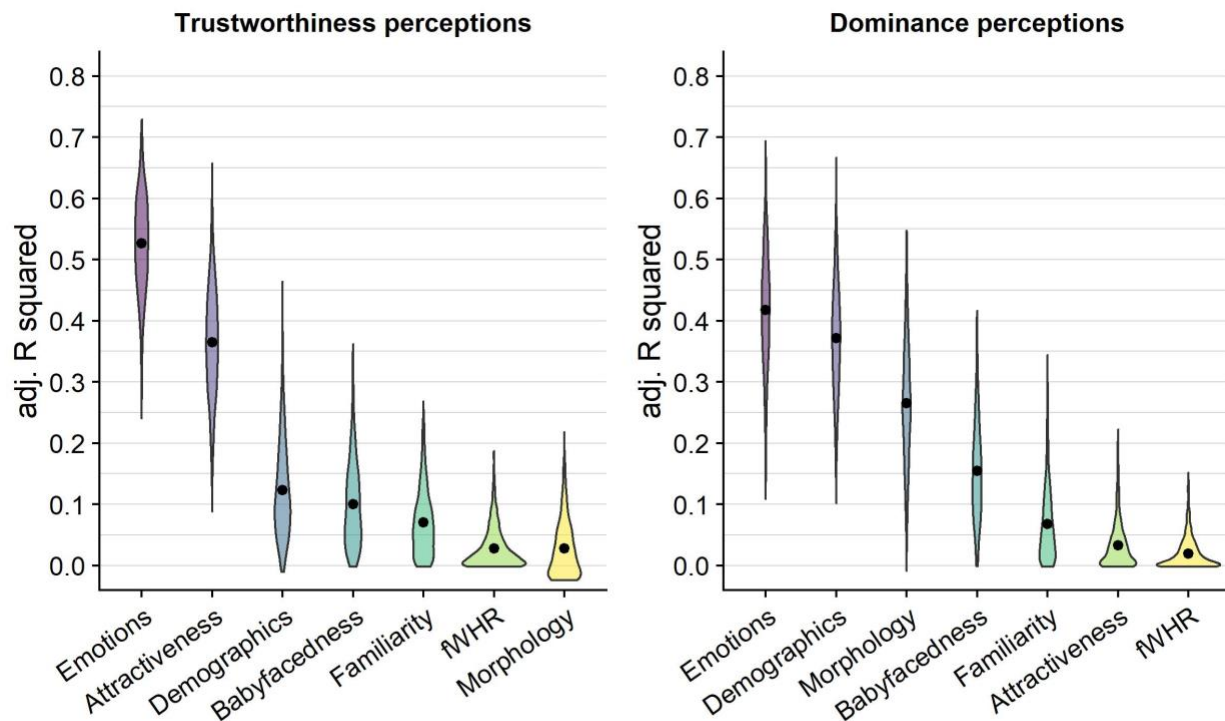 Trustworthiness perceptions
adj. R squared
0.8
0.7
0.6
0.5
0.4
0.3
0.2
0.1
0.0
Emotions
Attractiveness
Demographics
Babyfacedness
Familiarity
fWHR
Morphology
Dominance perceptions
adj. R squared
0.8
0.7
0.6
0.5
0.4
0.3
0.2
0.1
0.0
Emotions
Demographics
Morphology
Babyfacedness
Familiarity
Attractiveness
fWHR